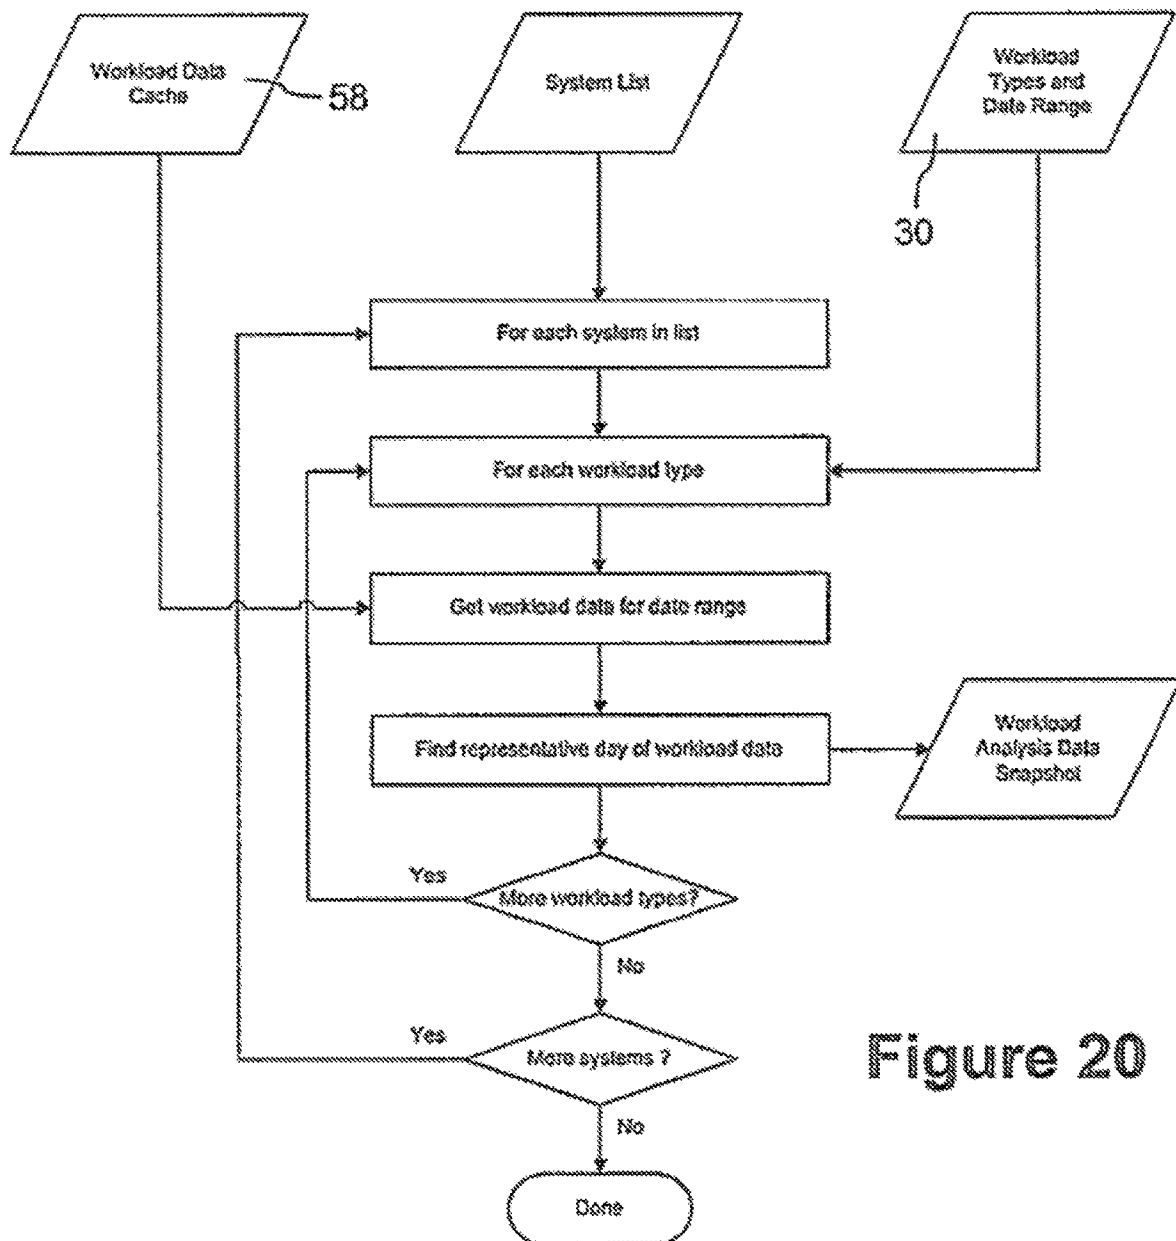 Workload Data
Cache
58
System List
Workload
Types and
Date Range
30
For each system in list
For each workload type
Get workload data for date range
Find representative day of workload data
Workload
Analysis Data
Snapshot
Yes
More workload types?
No
Yes
More systems ?
No
Done
Figure 20